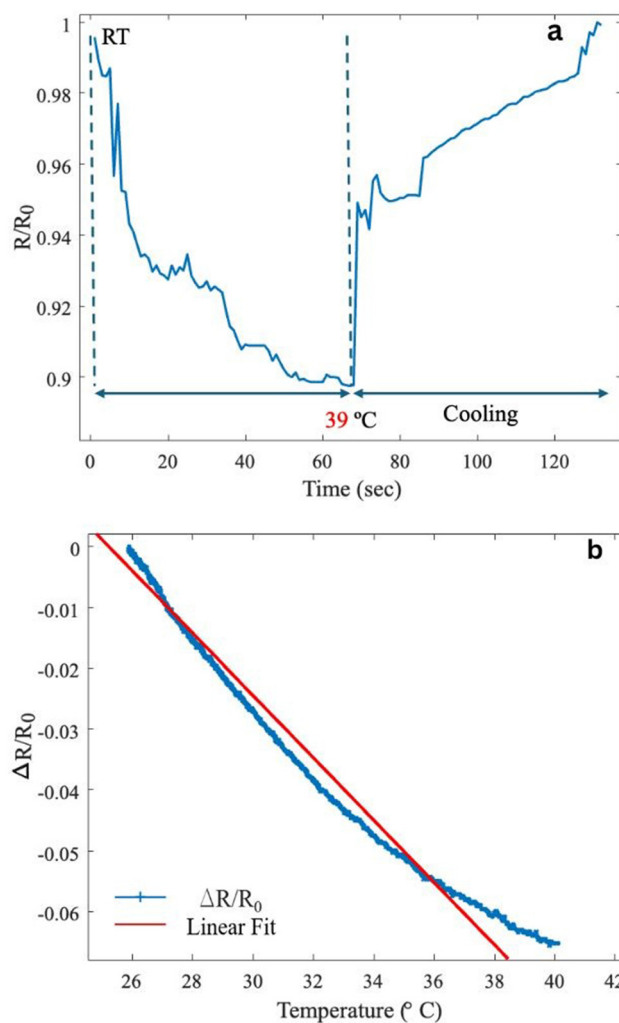 a
RT
1
0.98
0.96
0.94
0.92
0.9
R/R0
39 ºC
Cooling
0 20 40 60 80 100 120
Time (sec)
b
0
-0.01
-0.02
-0.03
-0.04
-0.05
-0.06
ΔR/R0
ΔR/R0
Linear Fit
26 28 30 32 34 36 38 40 42
Temperature (° C)